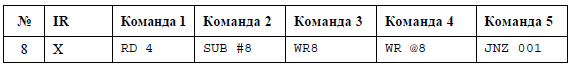 № IR Команда 1 Команда 2 Команда 3 Команда 4 Команда 5
8 X RD 4 SUB #8 WR8 WR @8 JNZ 001